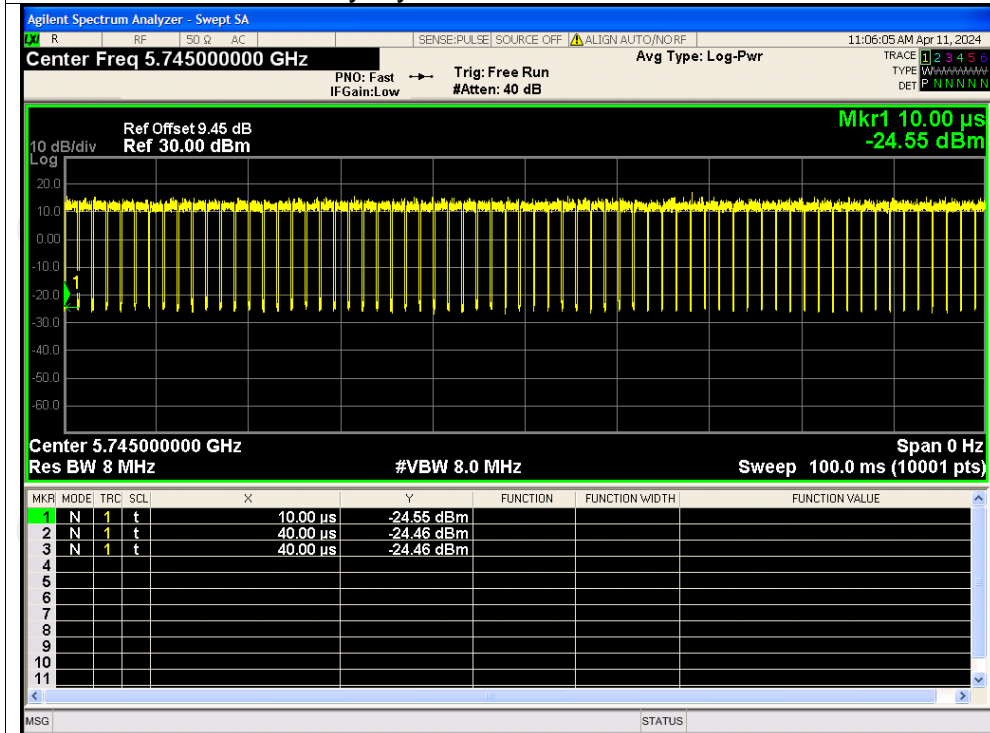 Agilent Spectrum Analyzer - Swept SA
LXI R RF 50 Ω AC SENSE:PULSE SOURCE OFF ALIGN AUTO/NO RF 11:06:05 AM Apr 11, 2024
Center Freq 5.745000000 GHz Avg Type: Log-Pwr TRACE 1 2 3 4 5 6
PNO: Fast Trig: Free Run TYPE
IFGain:Low #Atten: 40 dB DET P N N N N N
Mkr1 10.00 µs
Ref Offset 9.45 dB
10 dB/div Ref 30.00 dBm -24.55 dBm
Log
20.0
10.0
0.00
-10.0
1
-20.0
-30.0
-40.0
-50.0
-60.0
Center 5.745000000 GHz Span 0 Hz
Res BW 8 MHz #VBW 8.0 MHz Sweep 100.0 ms (10001 pts)
MKR MODE TRC SCL X Y FUNCTION FUNCTION WIDTH FUNCTION VALUE
1 N 1 t 10.00 µs -24.55 dBm
2 N 1 t 40.00 µs -24.46 dBm
3 N 1 t 40.00 µs -24.46 dBm
4
5
6
7
8
9
10
11
MSG STATUS